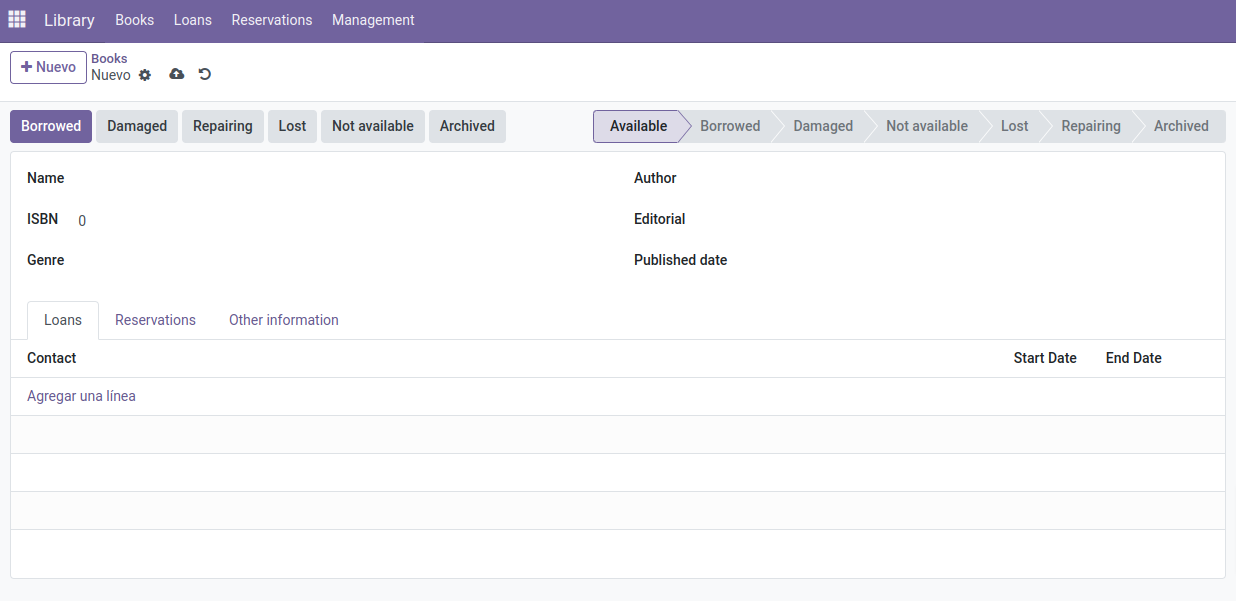 Library Books Loans Reservations Management
Nuevo
Books
Nuevo
Borrowed Damaged Repairing Lost Not available Archived
Available Borrowed Damaged Not available Lost Repairing Archived
Name
Author
ISBN 0
Editorial
Genre
Published date
Loans Reservations Other information
Contact Start Date End Date
Agregar una línea